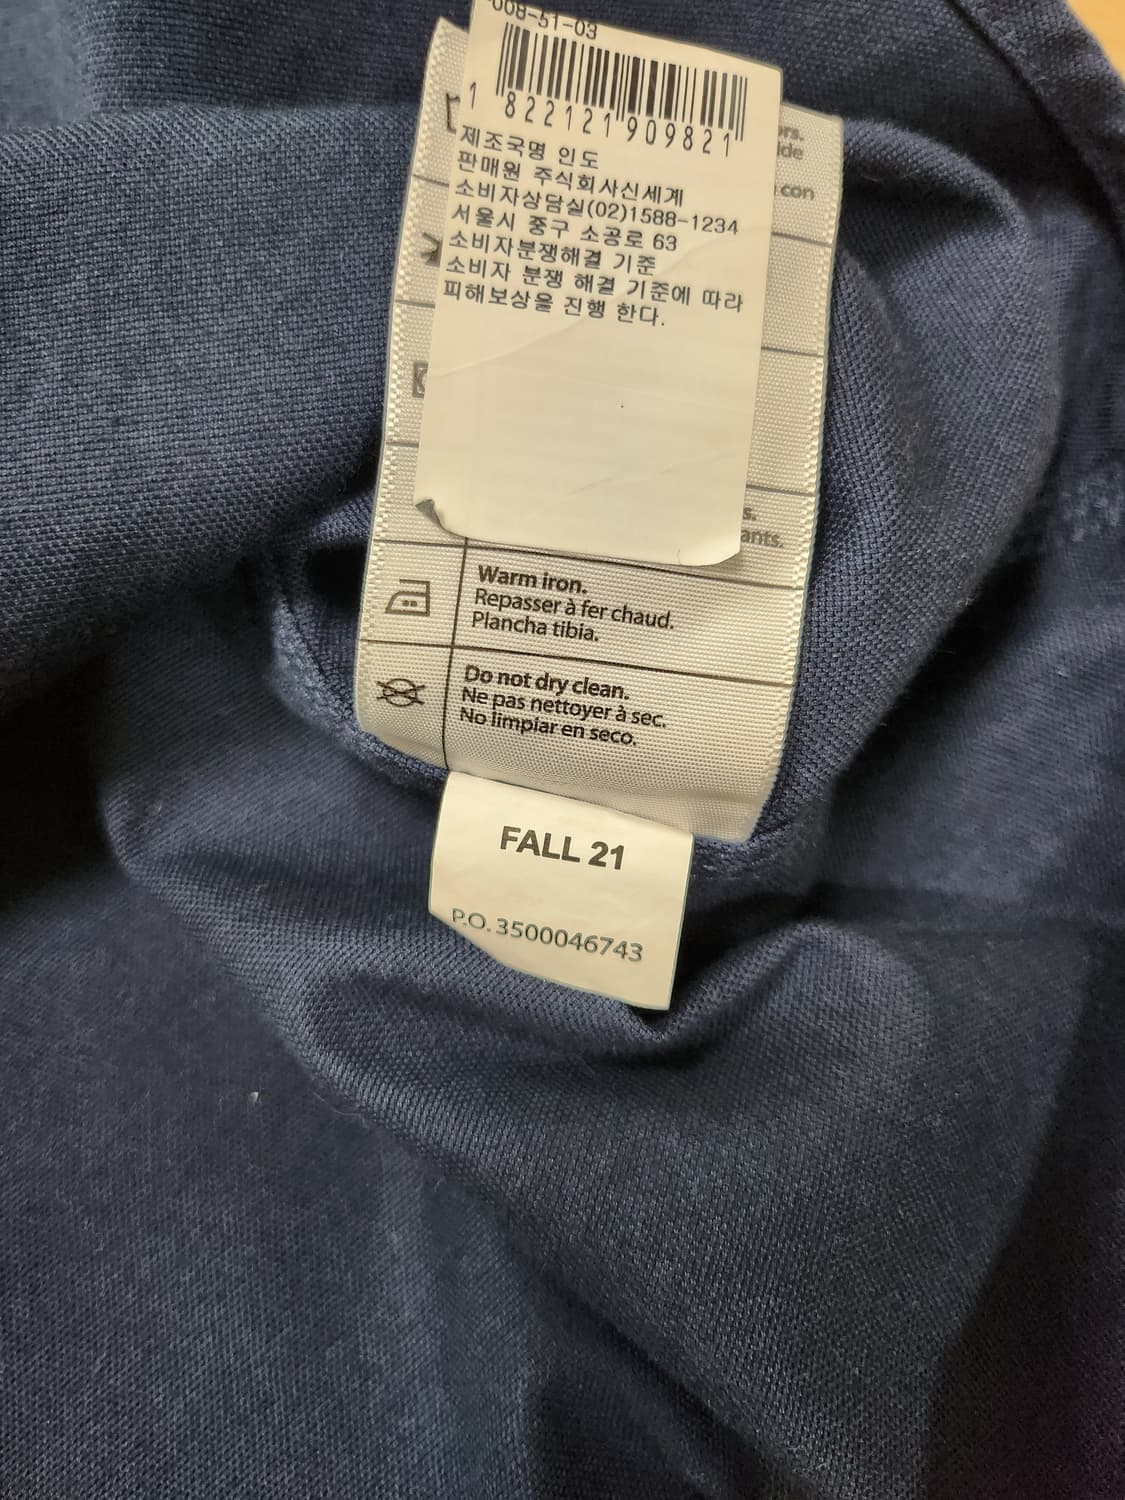 008-51-03
1 822121 909821
제조국명 인도
판매원 주식회사신세계
소비자상담실(02)1588-1234
서울시 중구 소공로 63
소비자분쟁해결 기준
소비자 분쟁 해결 기준에 따라
피해보상을 진행 한다.
Warm iron.
Repasser à fer chaud.
Plancha tibia.
Do not dry clean.
Ne pas nettoyer à sec.
No limpiar en seco.
FALL 21
P.O. 3500046743